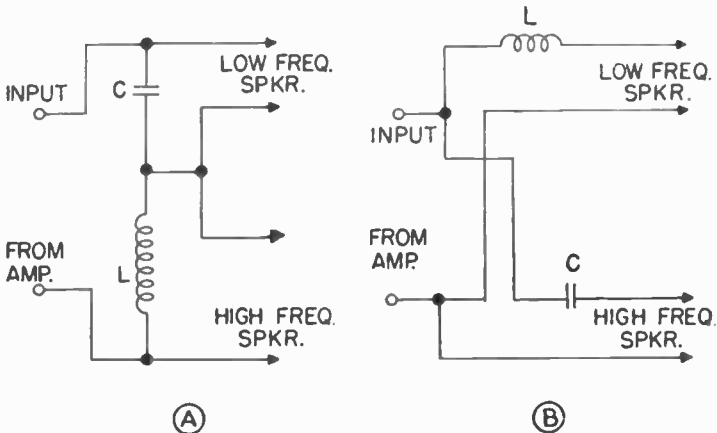 LOW FREQ.
SPKR.
C
INPUT
FROM
AMP.
L
HIGH FREQ.
SPKR.
A
L
LOW FREQ.
SPKR.
INPUT
FROM
AMP.
C
HIGH FREQ.
SPKR.
B